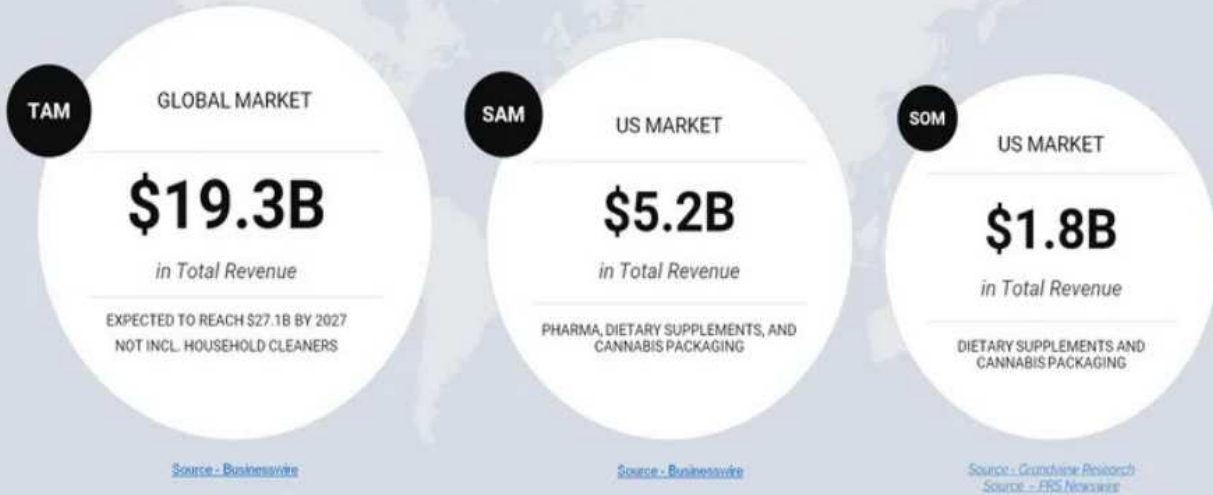 TAM
GLOBAL MARKET
$19.3B
in Total Revenue
EXPECTED TO REACH $27.1B BY 2027
NOT INCL. HOUSEHOLD CLEANERS
Source - Businesswire
SAM
US MARKET
$5.2B
in Total Revenue
PHARMA, DIETARY SUPPLEMENTS, AND
CANNABIS PACKAGING
Source - Businesswire
SOM
US MARKET
$1.8B
in Total Revenue
DIETARY SUPPLEMENTS AND
CANNABIS PACKAGING
Source - Grandview Research
Source - PRS Newswire